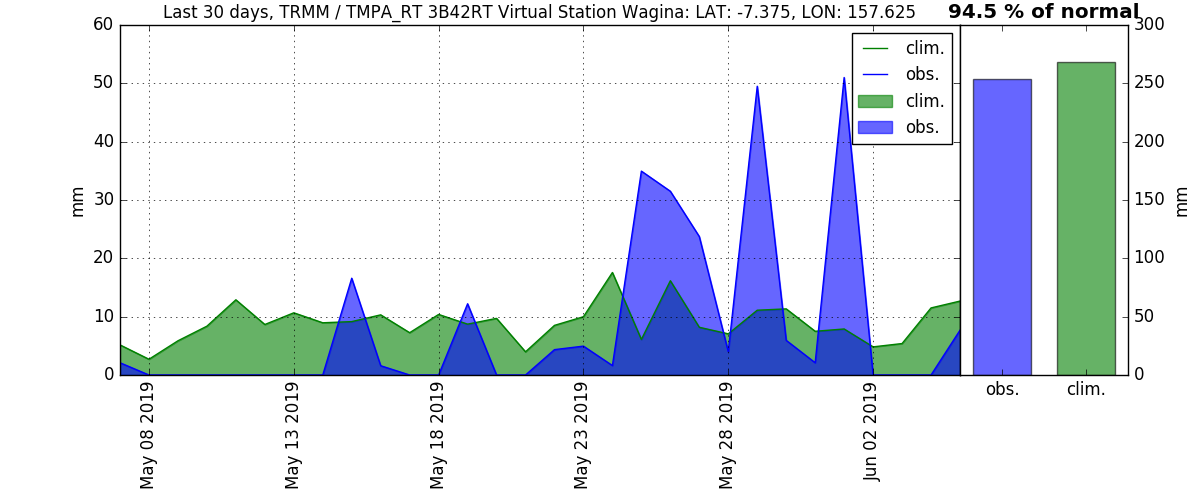 Last 30 days, TRMM / TMPA_RT 3B42RT Virtual Station Wagina: LAT: -7.375, LON: 157.625
94.5 % of normal
60
50
40
30
20
10
0
mm
clim.
obs.
clim.
obs.
May 08 2019
May 13 2019
May 18 2019
May 23 2019
May 28 2019
Jun 02 2019
300
250
200
150
100
50
0
mm
obs.
clim.